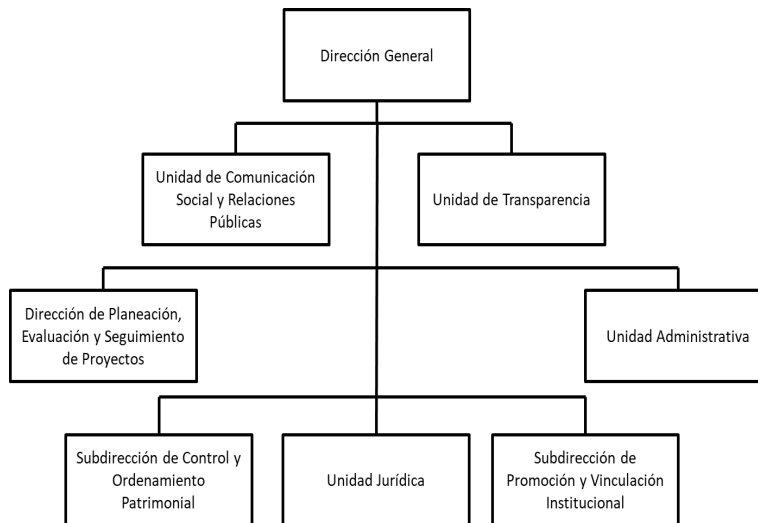 Dirección General
Unidad de Comunicación
Social y Relaciones
Públicas
Unidad de Transparencia
Dirección de Planeación,
Evaluación y Seguimiento
de Proyectos
Unidad Administrativa
Subdirección de Control y
Ordenamiento
Patrimonial
Unidad Jurídica
Subdirección de
Promoción y Vinculación
Institucional